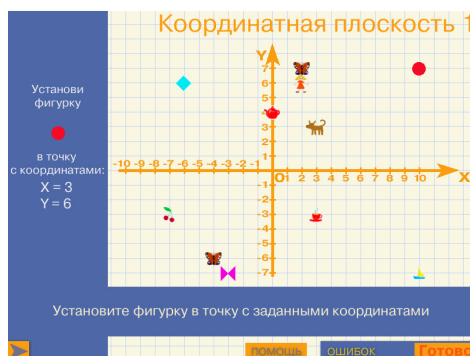 Координатная плоскость 1
Установи
фигурку
в точку
с координатами:
X = 3
Y = 6
Y
7
6
5
4
3
2
1
-10 -9 -8 -7 -6 -5 -4 -3 -2 -1
O 1 2 3 4 5 6 7 8 9 10 X
-1
-2
-3
-4
-5
-6
-7
Установите фигурку в точку с заданными координатами
ПОМОЩЬ
ОШИБОК
Готово